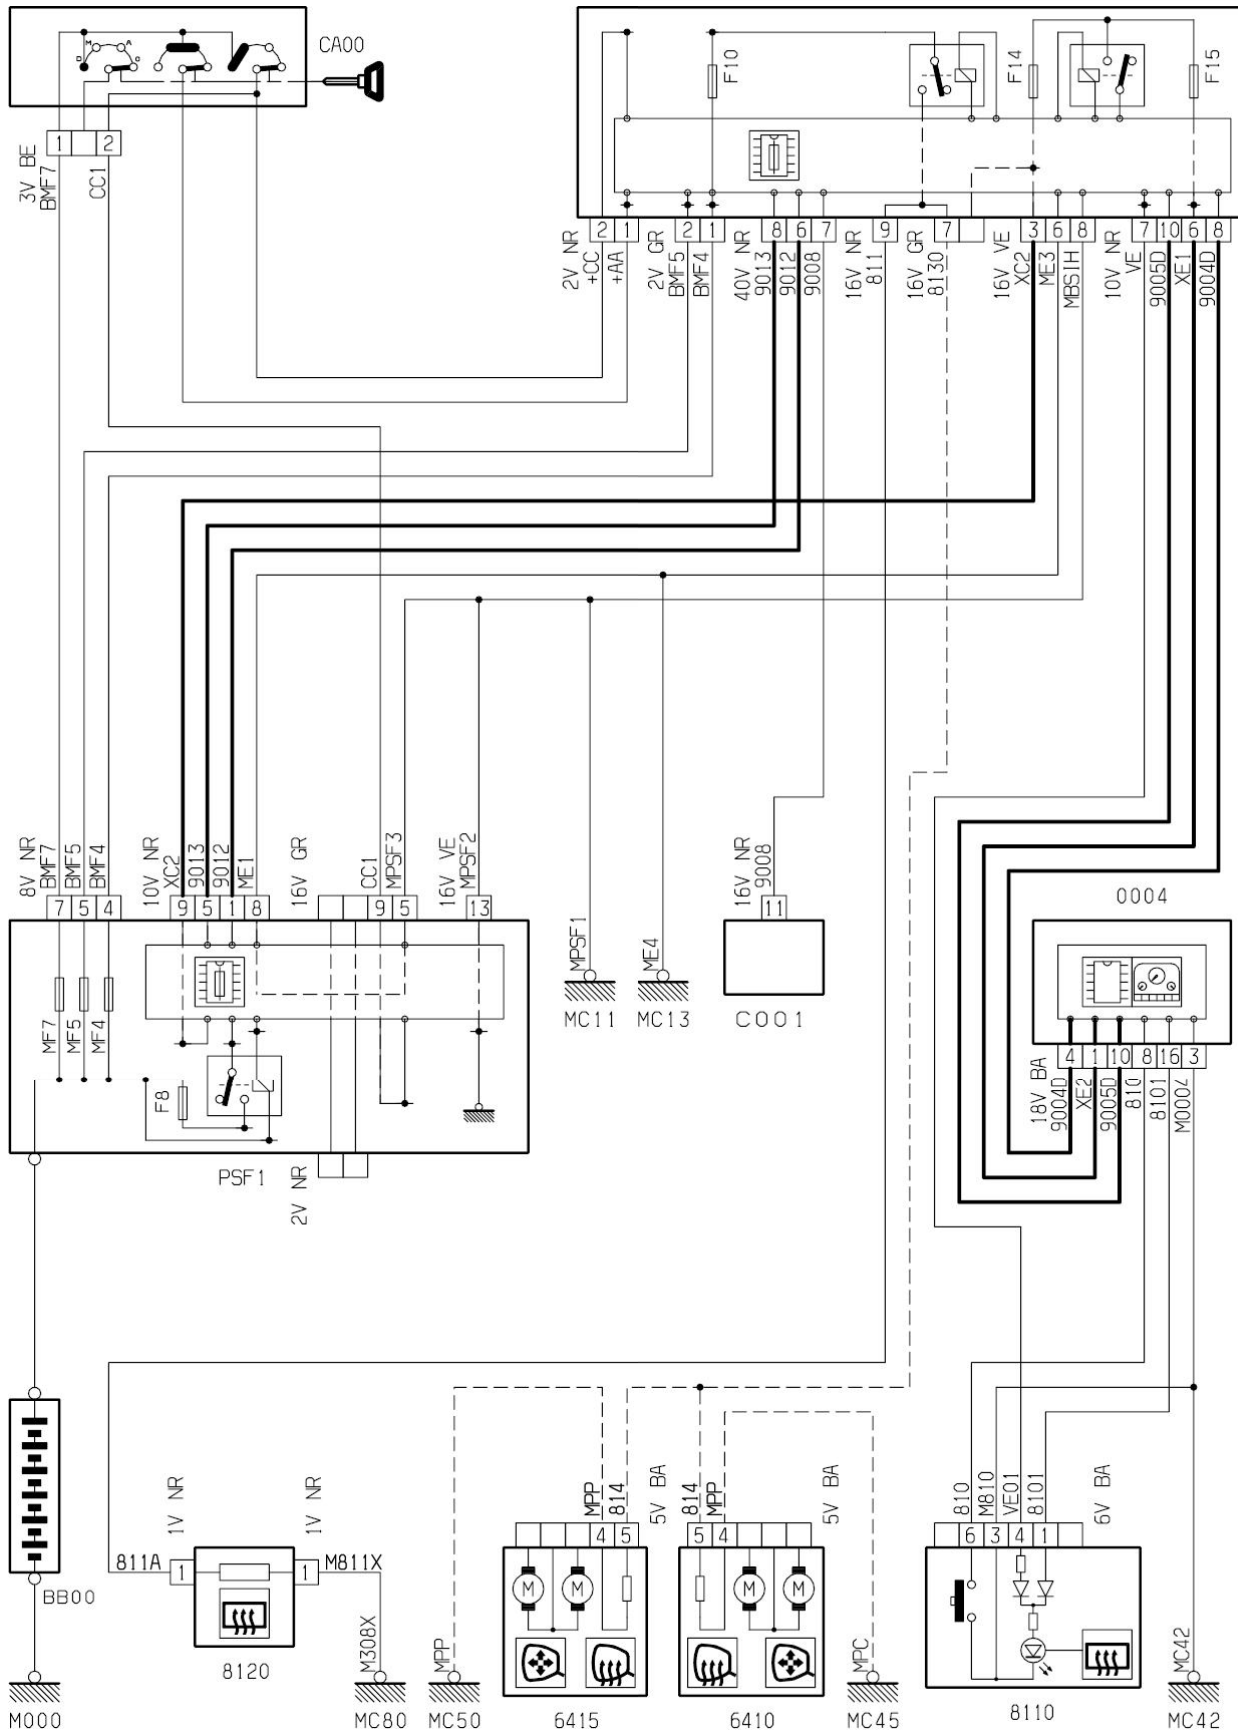 CA00
M
A
D
C
1
2
3V BE
BMF7
CC1
F10
F14
F15
2
1
2
1
8
6
7
9
7
3
6
8
7
10
6
8
2V NR
+CC
+AA
2V GR
BMF5
BMF4
40V NR
9013
9012
9008
16V NR
811
16V GR
8130
16V VE
XC2
ME3
MBSIH
10V NR
VE
9005D
XE1
9004D
8V NR
BMF7
BMF5
BMF4
10V NR
XC2
9013
9012
ME1
16V GR
CC1
MPSF3
16V VE
MPSF2
7
5
4
9
5
1
8
9
5
13
MF7
MF5
MF4
F8
PSF1
2V NR
MPSF1
MC11
ME4
MC13
16V NR
9008
11
C001
0004
4
1
10
8
16
3
18V BA
9004D
XE2
9005D
810
8101
M0004
BB00
M000
811A
1
1V NR
1V NR
1
M811X
8120
M308X
MC80
MPP
MC50
MPP
814
5V BA
4
5
M
M
6415
814
MPP
5V BA
5
4
M
M
6410
MPC
MC45
810
M810
VE01
8101
6V BA
6
3
4
1
8110
MC42
MC42